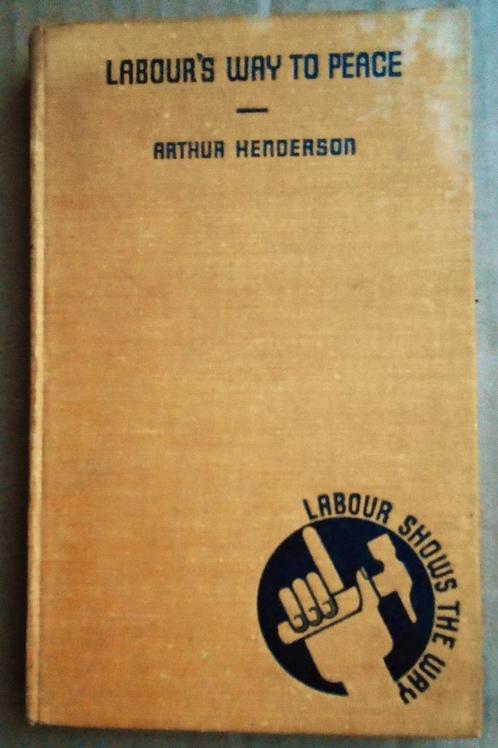 LABOUR'S WAY TO PEACE
ARTHUR HENDERSON
LABOUR SHOWS THE WAY